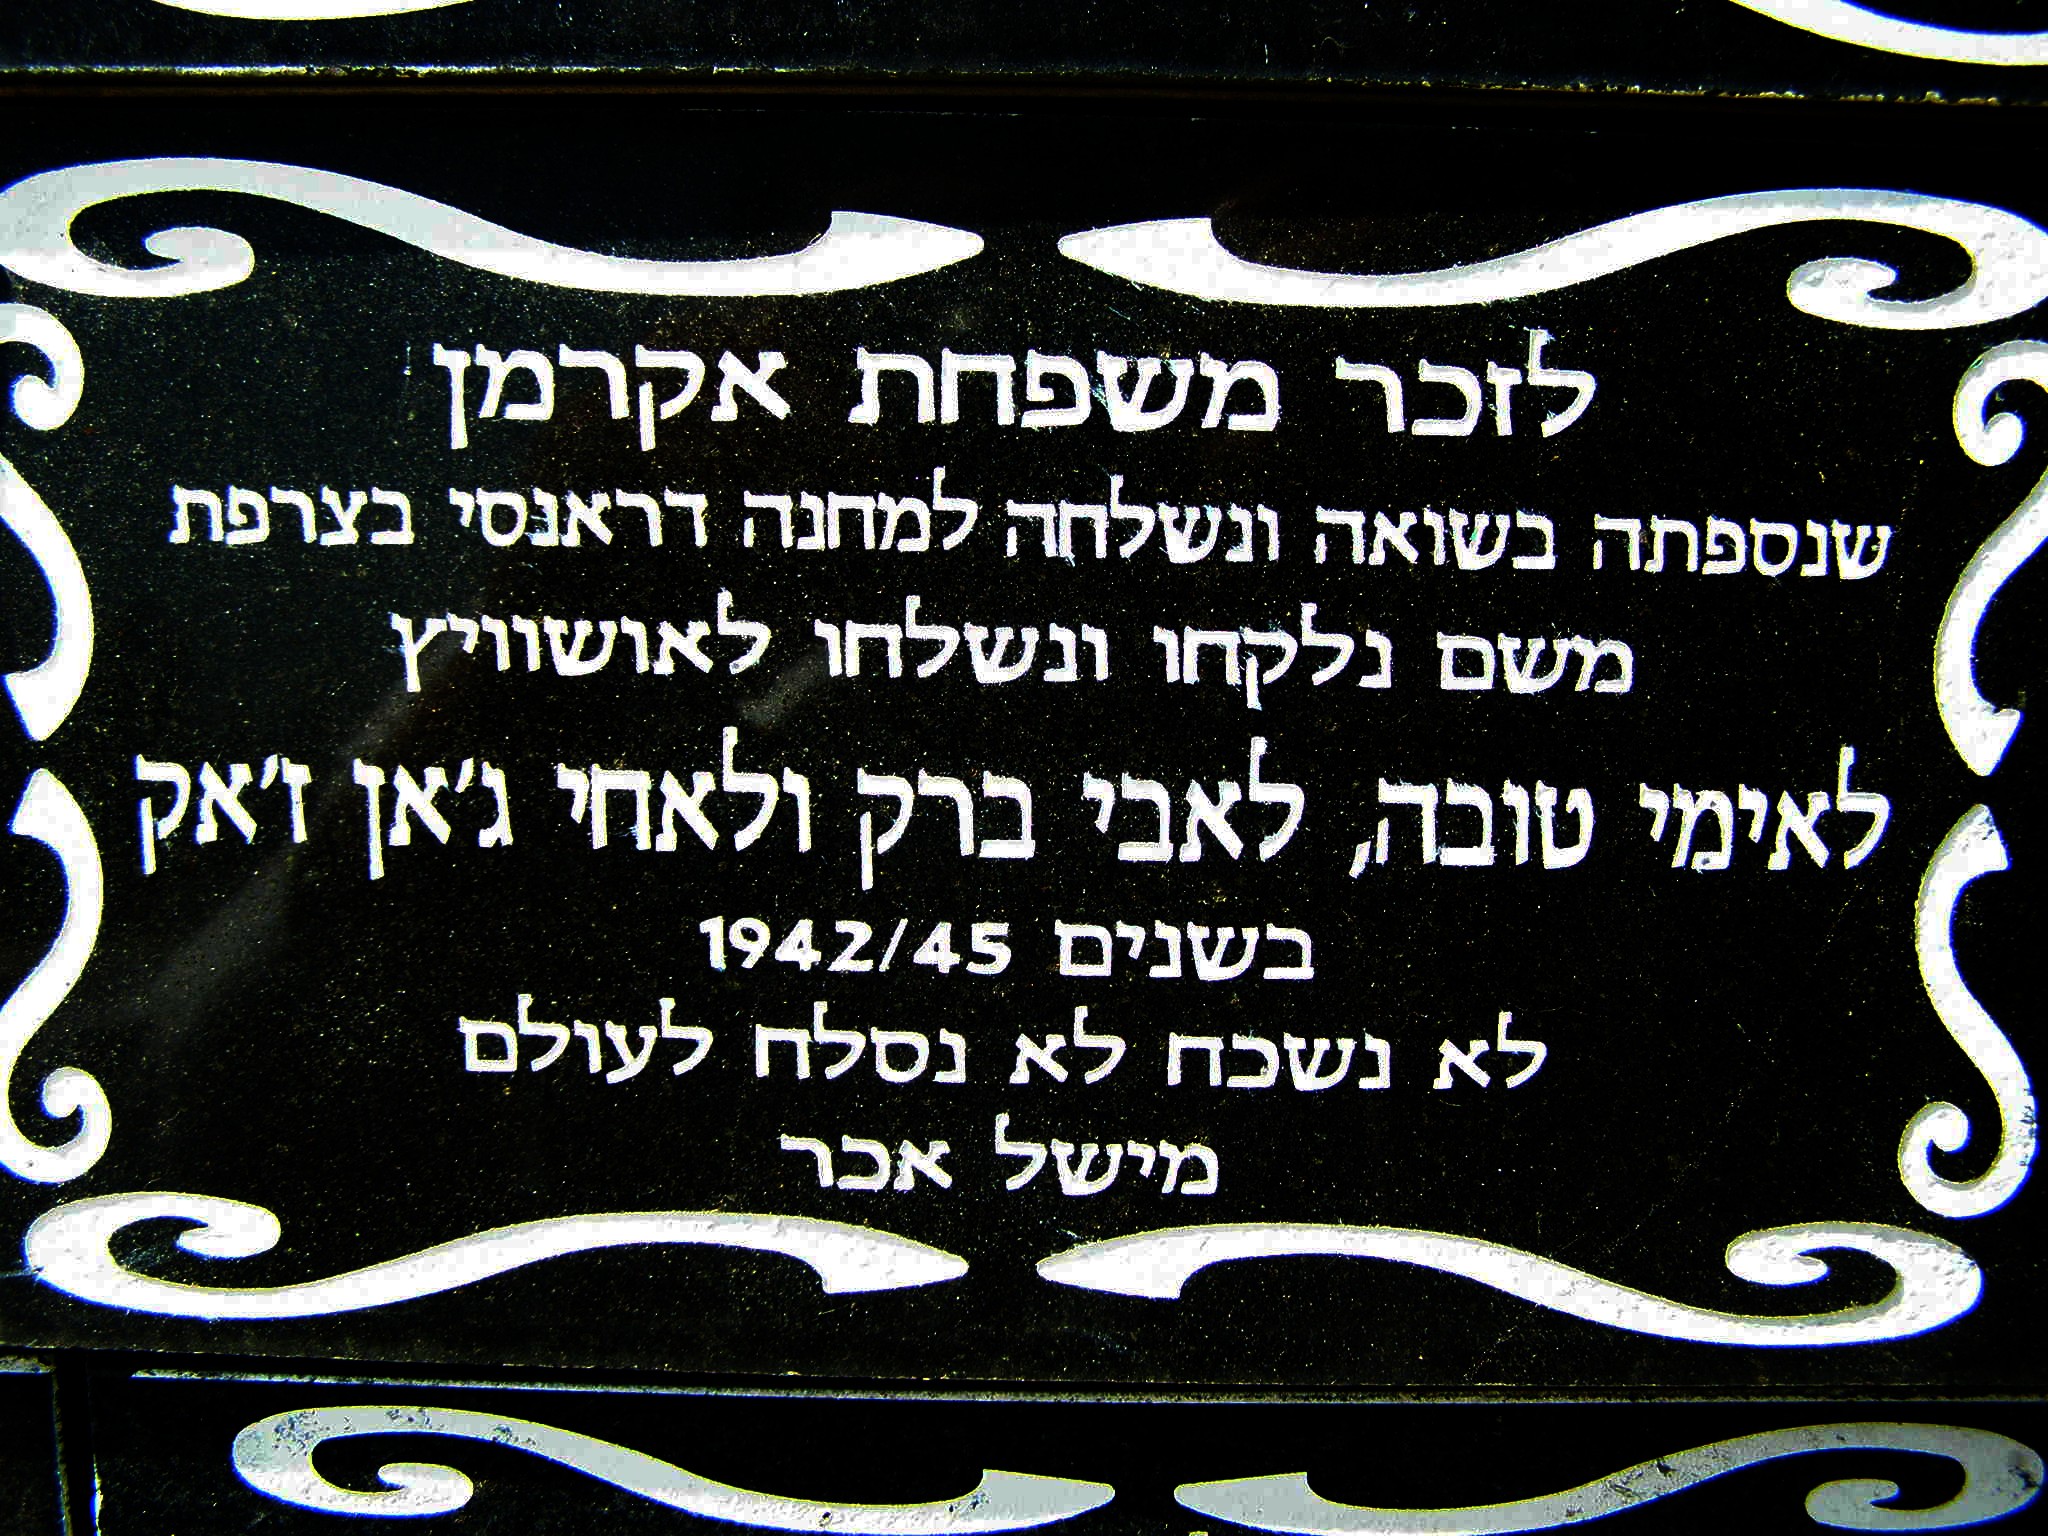 לזכר משפחת אקרמן
שנספתה בשואה ונשלחה למחנה דראנסי בצרפת
משם נלקחו ונשלחו לאושוויץ
לאימי טובה, לאבי ברק ולאחי ג'אן ז'אק
בשנים 1942/45
לא נשכח לא נסלח לעולם
מישל אכר